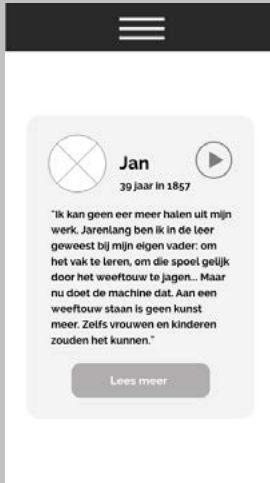 Jan
39 jaar in 1857
"Ik kan geen eer meer halen uit mijn
werk. Jarenlang ben ik in de leer
geweest bij mijn eigen vader: om
het vak te leren, om die spoel gelijk
door het weeftouw te jagen... Maar
nu doet de machine dat. Aan een
weeftouw staan is geen kunst
meer. Zelfs vrouwen en kinderen
zouden het kunnen."
Lees meer